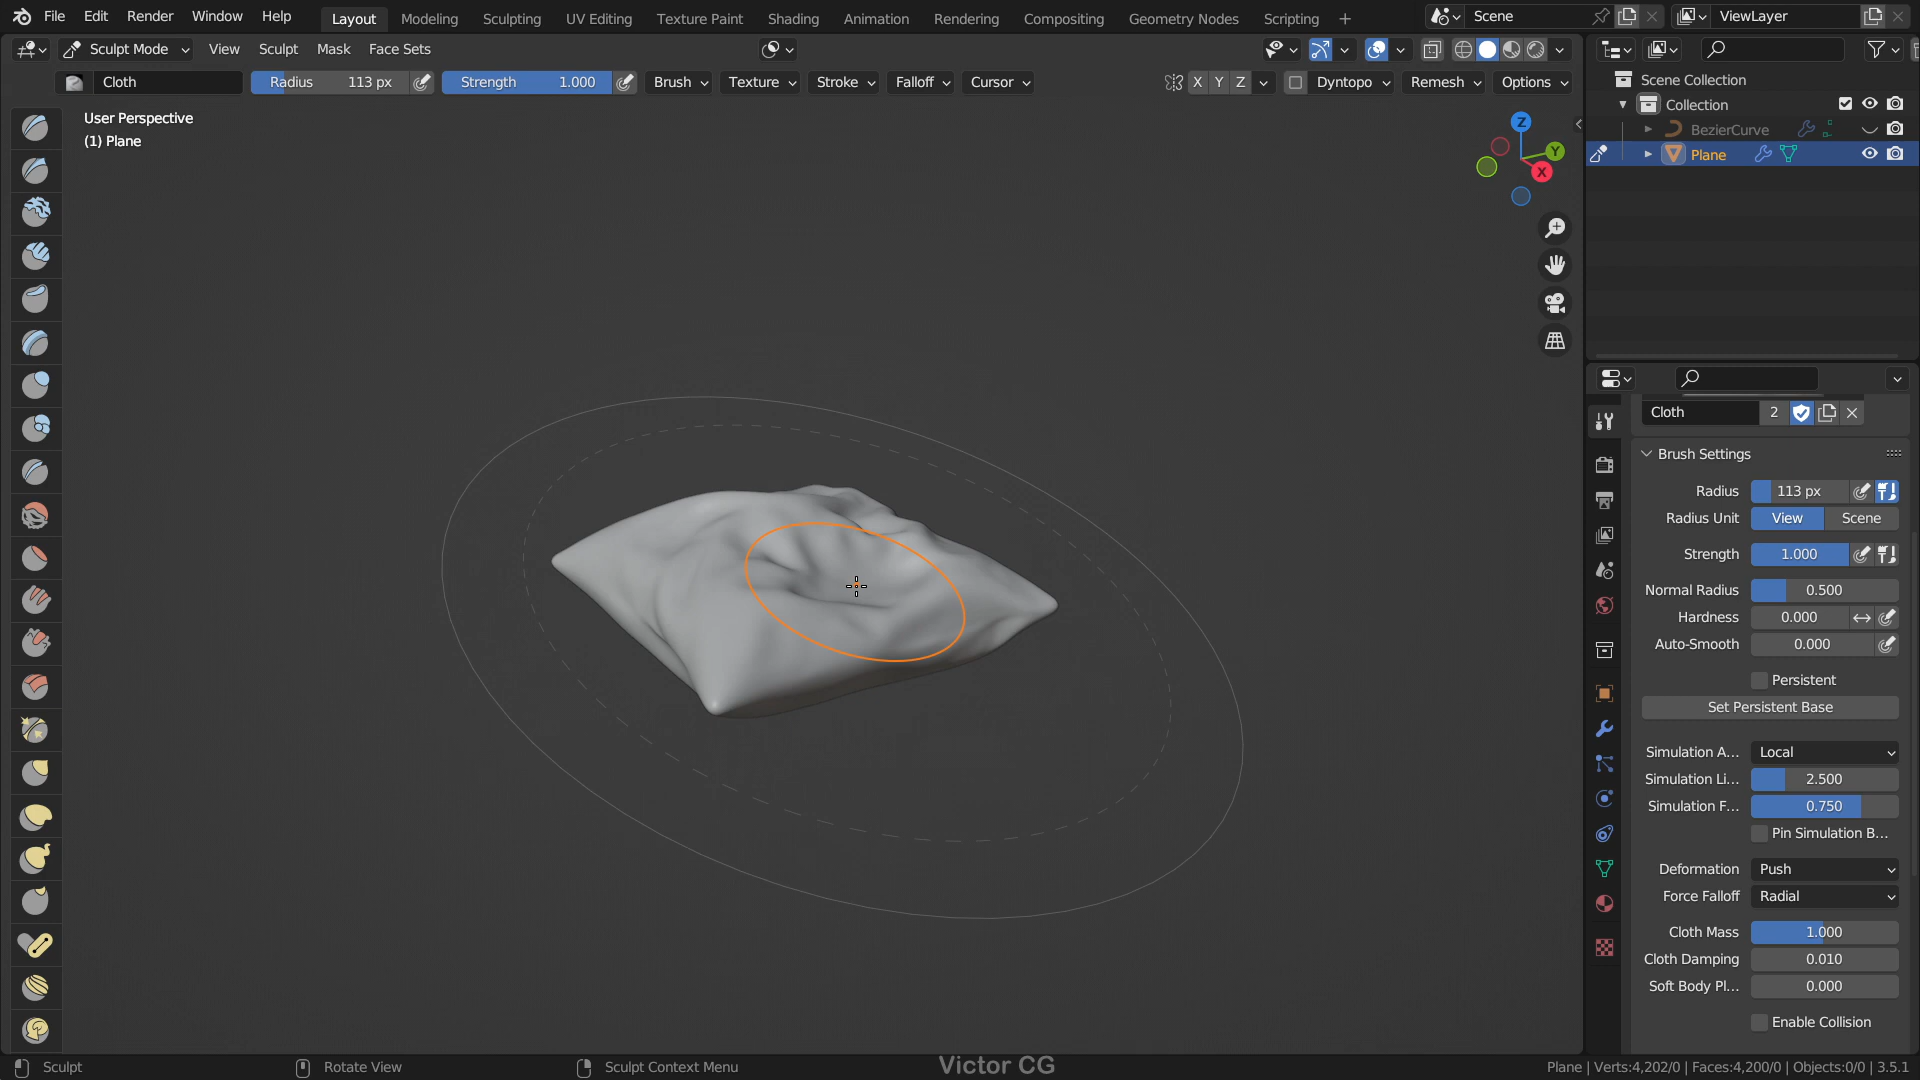 File Edit Render Window Help Layout Modeling Sculpting UV Editing Texture Paint Shading Animation Rendering Compositing Geometry Nodes Scripting + Scene ViewLayer
Sculpt Mode View Sculpt Mask Face Sets
Cloth Radius 113 px Strength 1.000 Brush Texture Stroke Falloff Cursor X Y Z Dyntopo Remesh Options
User Perspective
(1) Plane
Z
Y
X
Scene Collection
Collection
BezierCurve
Plane
Cloth 2
Brush Settings
Radius 113 px
Radius Unit View Scene
Strength 1.000
Normal Radius 0.500
Hardness 0.000
Auto-Smooth 0.000
Persistent
Set Persistent Base
Simulation A... Local
Simulation Li... 2.500
Simulation F... 0.750
Pin Simulation B...
Deformation Push
Force Falloff Radial
Cloth Mass 1.000
Cloth Damping 0.010
Soft Body Pl... 0.000
Enable Collision
Sculpt Rotate View Sculpt Context Menu Victor CG Plane | Verts:4,202/0 | Faces:4,200/0 | Objects:0/0 | 3.5.1